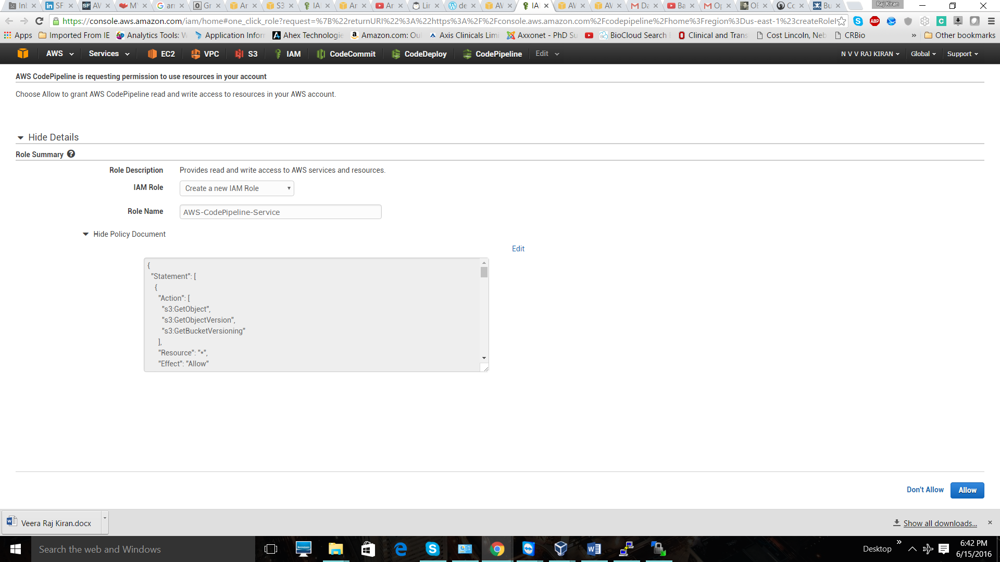 Inl
SF
AV
M'
arn
Gr
Ar
S3
IAI
Ar
Ar
Lir
de
AV
IA
AV
AV
Da
Ba
Op
OI
Cc
Bu
Raj Kiran
https://console.aws.amazon.com/iam/home#one_click_role?request=%7B%22returnURI%22%3A%22https%3A%2F%2Fconsole.aws.amazon.com%2Fcodepipeline%2Fhome%3Fregion%3Dus-east-1%23createRoleI
ABP
Apps Imported From IE Analytics Tools: W Application Infor Ahex Technologie Amazon.com: Ou Axis Clinicals Limi Axxonet - PhD Su BioCloud Search Clinical and Trans Cost Lincoln, Neb CRBio » Other bookmarks
AWS Services EC2 VPC S3 IAM CodeCommit CodeDeploy CodePipeline Edit N V V RAJ KIRAN Global Support
AWS CodePipeline is requesting permission to use resources in your account
Choose Allow to grant AWS CodePipeline read and write access to resources in your AWS account.
Hide Details
Role Summary ?
Role Description Provides read and write access to AWS services and resources.
IAM Role Create a new IAM Role
Role Name AWS-CodePipeline-Service
Hide Policy Document
Edit
{
"Statement": [
{
"Action": [
"s3:GetObject",
"s3:GetObjectVersion",
"s3:GetBucketVersioning"
],
"Resource": "*",
"Effect": "Allow"
Don't Allow Allow
Veera Raj Kiran.docx Show all downloads...
Search the web and Windows Desktop » 6:42 PM
6/15/2016